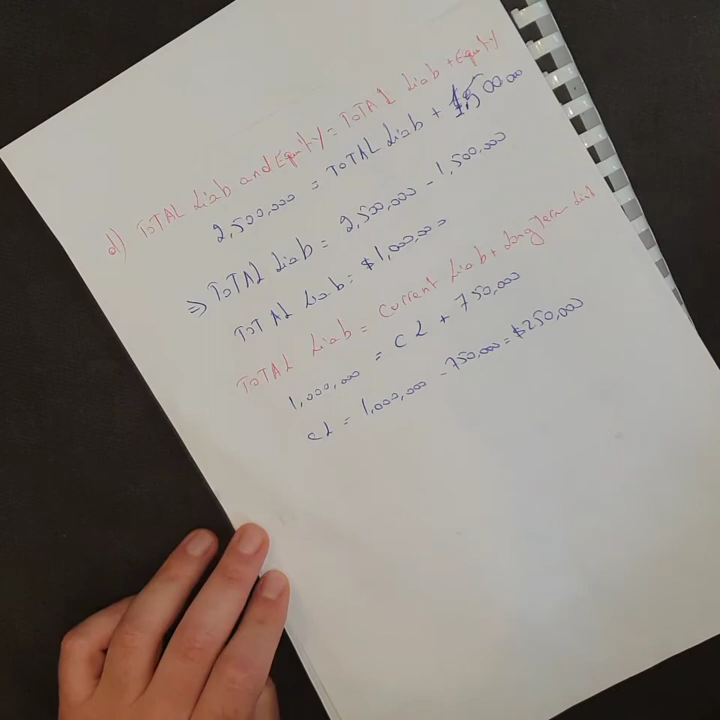 d) TOTAL Liab and Equity = TOTAL Liab + Equity
2,500,000 = TOTAL Liab + 1,500,000
=> TOTAL Liab = 2,500,000 - 1,500,000
TOTAL Liab = $1,000,000
TOTAL Liab = Current Liab + Long Term
1,000,000 = CL + 750,000
CL = 1,000,000 - 750,000 = $250,000